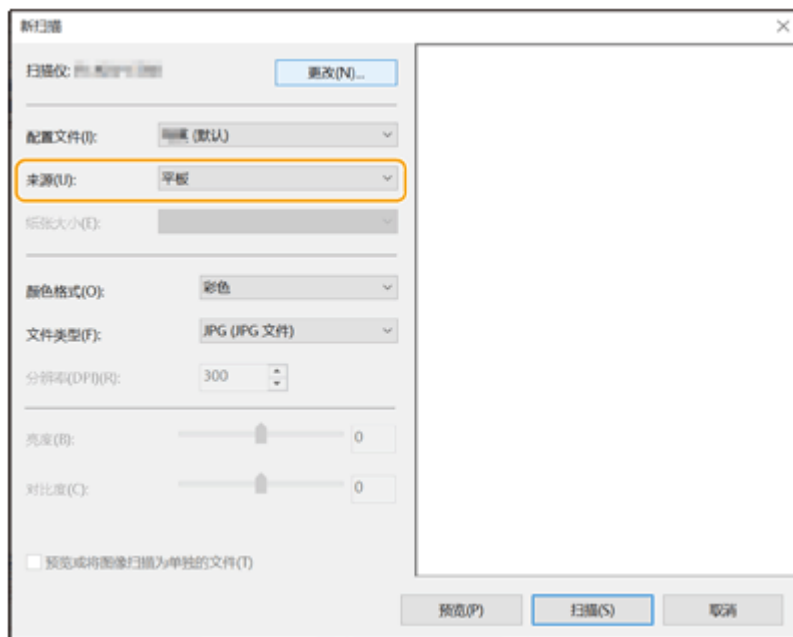 新扫描
扫描仪:
更改(N)...
配置文件(I):
(默认)
来源(U):
平板
纸张大小(E):
颜色格式(O):
彩色
文件类型(F):
JPG (JPG 文件)
分辨率(DPI)(R):
300
亮度(B):
0
对比度(C):
0
预览或将图像扫描为单独的文件(T)
预览(P)
扫描(S)
取消